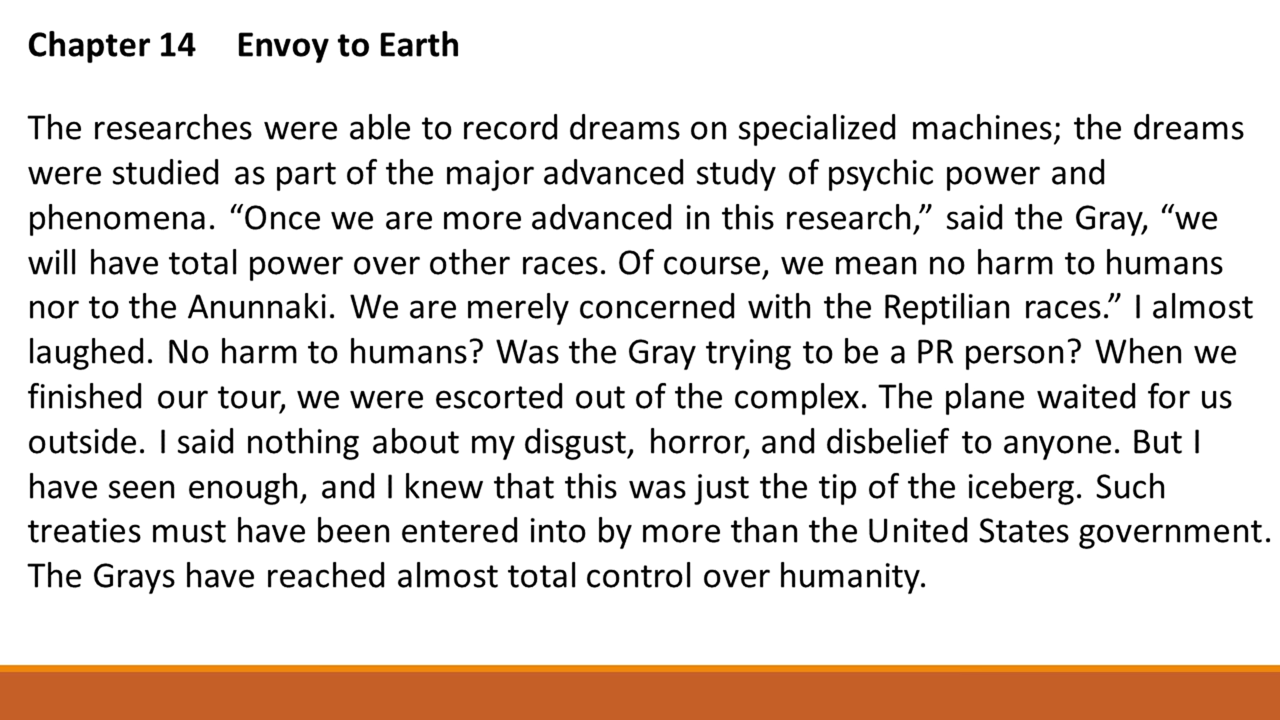 Chapter 14 Envoy to Earth
The researches were able to record dreams on specialized machines; the dreams
were studied as part of the major advanced study of psychic power and
phenomena. “Once we are more advanced in this research,” said the Gray, “we
will have total power over other races. Of course, we mean no harm to humans
nor to the Anunnaki. We are merely concerned with the Reptilian races.” I almost
laughed. No harm to humans? Was the Gray trying to be a PR person? When we
finished our tour, we were escorted out of the complex. The plane waited for us
outside. I said nothing about my disgust, horror, and disbelief to anyone. But I
have seen enough, and I knew that this was just the tip of the iceberg. Such
treaties must have been entered into by more than the United States government.
The Grays have reached almost total control over humanity.